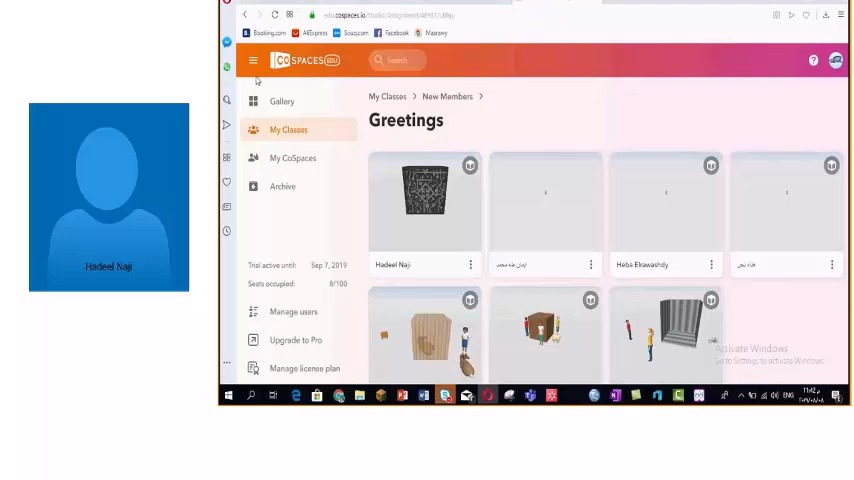 Hadeel Naji
Booking.com AliExpress Souq.com Facebook Masrawy
COSPACES EDU
Search
Gallery
My Classes
My CoSpaces
Archive
Trial active until: Sep 7, 2019
Seats occupied: 8/100
Manage users
Upgrade to Pro
Manage license plan
My Classes > New Members >
Greetings
Hadeel Naji
Heba Elrawashdy
Activate Windows
Go to Settings to activate Windows.
ENG